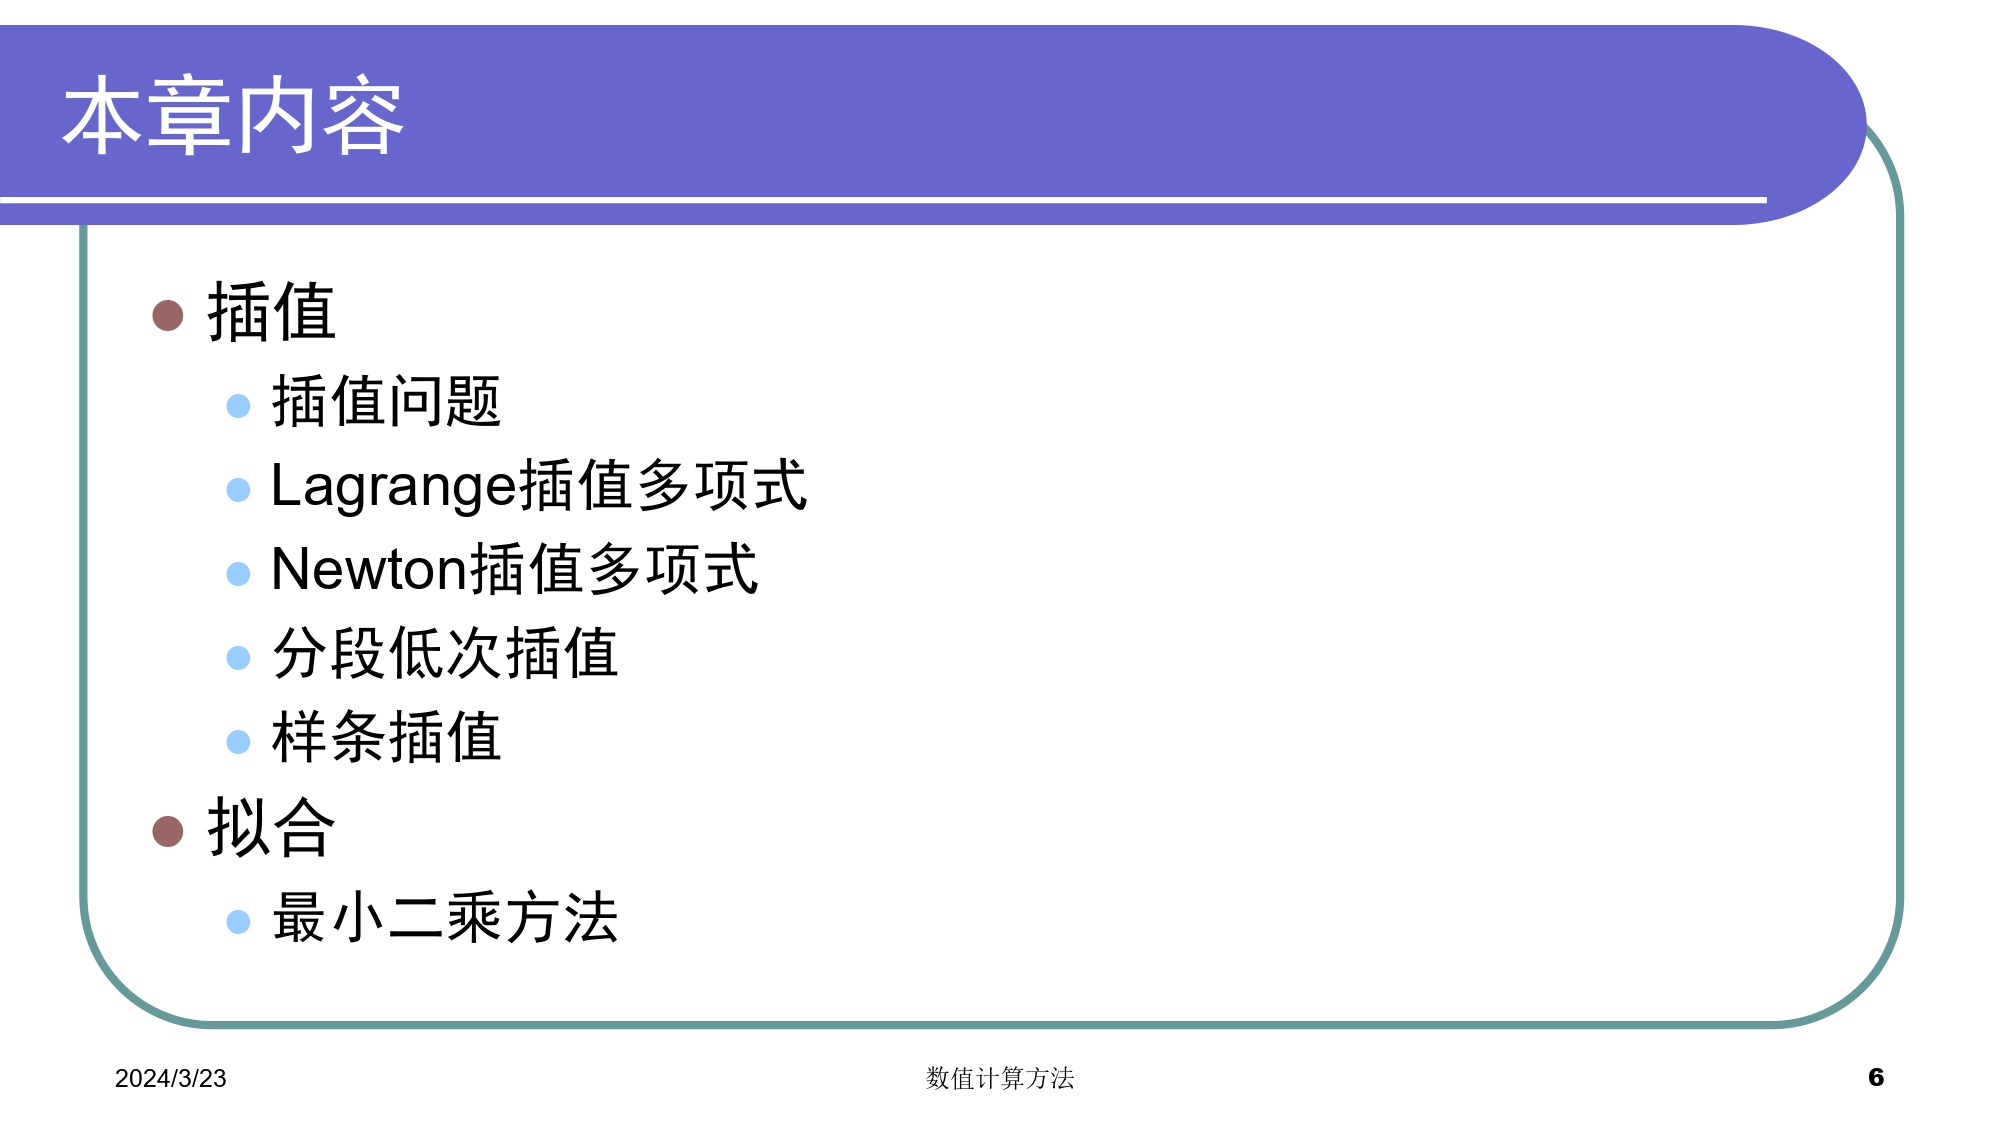 本章内容
插值
插值问题
Lagrange插值多项式
Newton插值多项式
分段低次插值
样条插值
拟合
最小二乘方法
2024/3/23
数值计算方法
6